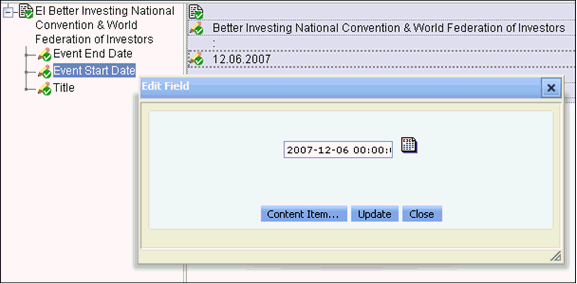 EI Better Investing National
Convention & World
Federation of Investors
Event End Date
Event Start Date
Title
Better Investing National Convention & World Federation of Investors
:
12.06.2007
Edit Field
2007-12-06 00:00:
Content Item...
Update
Close